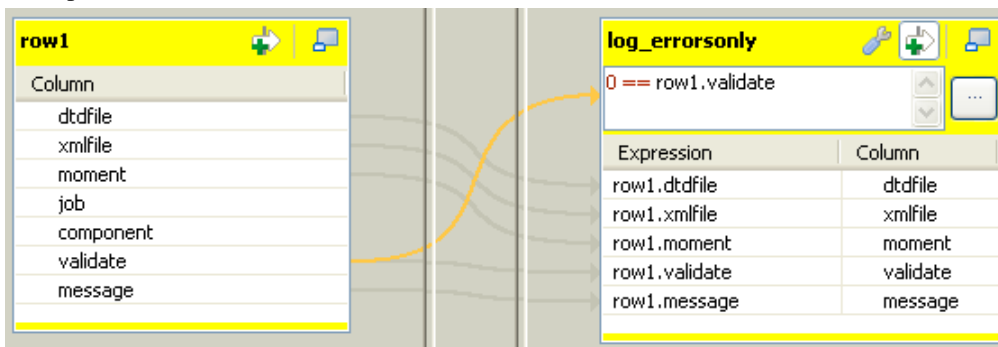 row1
Column
dtdfile
xmlfile
moment
job
component
validate
message
log_errorsonly
0 == row1.validate
...
Expression Column
row1.dtdfile dtdfile
row1.xmlfile xmlfile
row1.moment moment
row1.validate validate
row1.message message